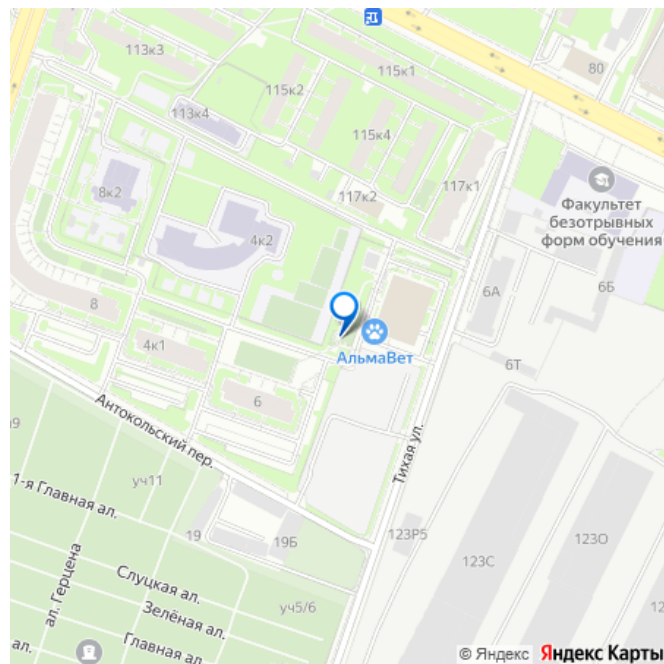 113к3
115к1
80
115к2
113к4
115к4
117к2
117к1
Факультет
безотрывных
форм обучения
8к2
4к2
6А
6Б
8
4к1
АльмаВет
6Т
6
Антокольский пер.
Тихая ул.
уч11
1-я Главная ал.
ал. Герцена
19
19Б
123Р5
123С
123О
Слуцкая ал.
Зелёная ал.
уч5/6
Главная ал.
ал.
© Яндекс Яндекс Карты